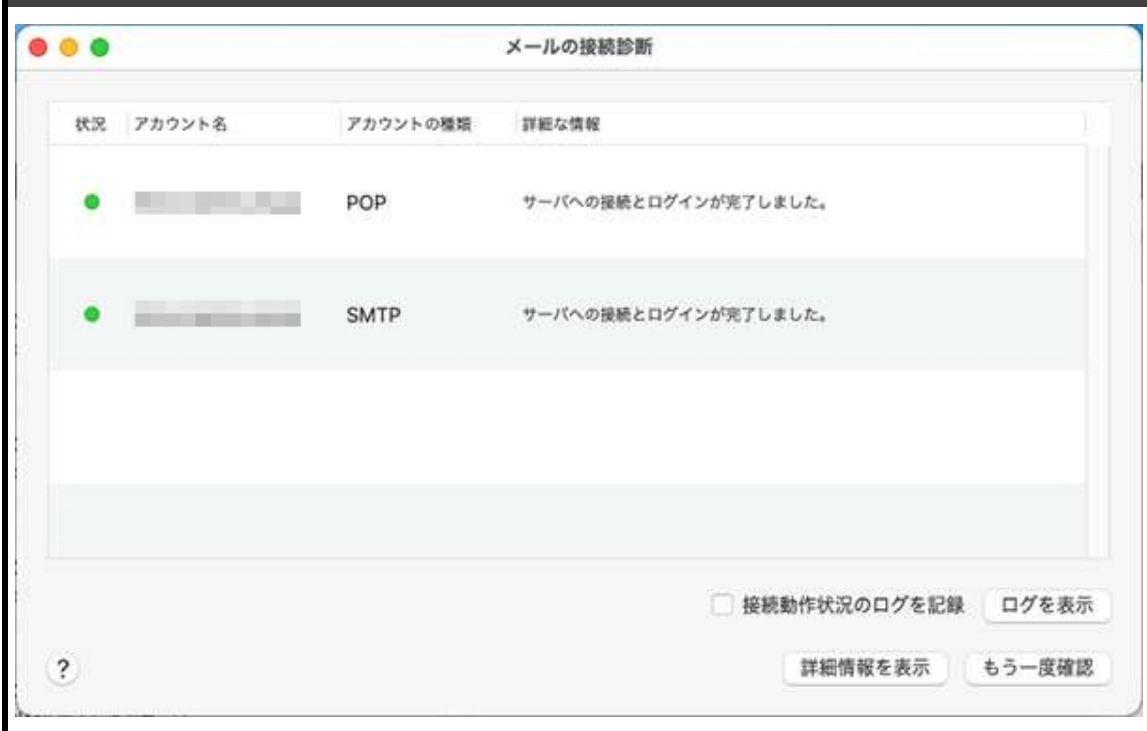 メールの接続診断
状況 アカウント名 アカウントの種類 詳細な情報
POP サーバへの接続とログインが完了しました。
SMTP サーバへの接続とログインが完了しました。
接続動作状況のログを記録 ログを表示
? 詳細情報を表示 もう一度確認